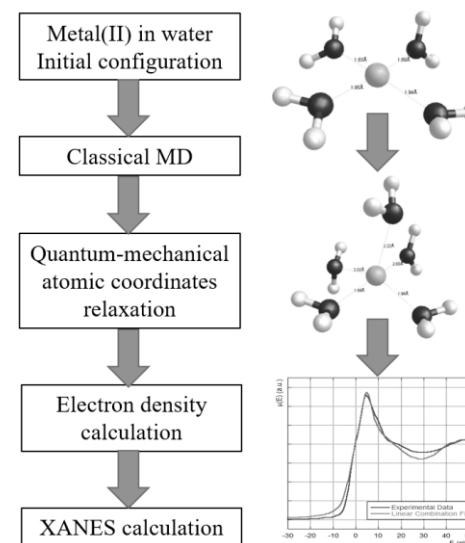 Metal(II) in water
Initial configuration
Classical MD
Quantum-mechanical
atomic coordinates
relaxation
Electron density
calculation
XANES calculation
μ(E) (a.u.)
Experimental Data
Linear Combination
-30 -20 -10 0 10 20 30 40